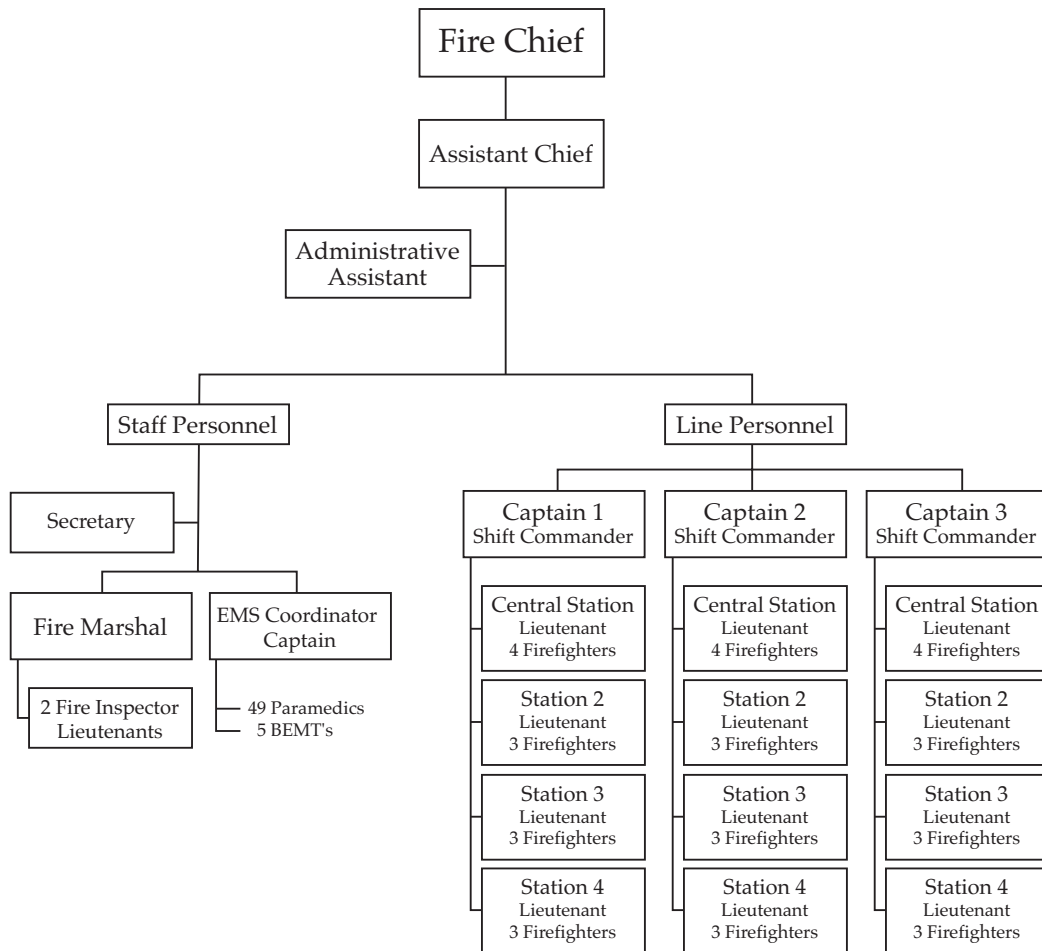 Fire Chief
Assistant Chief
Administrative
Assistant
Staff Personnel
Line Personnel
Secretary
Fire Marshal
2 Fire Inspector
Lieutenants
EMS Coordinator
Captain
49 Paramedics
5 BEMT's
Captain 1
Shift Commander
Central Station
Lieutenant
4 Firefighters
Station 2
Lieutenant
3 Firefighters
Station 3
Lieutenant
3 Firefighters
Station 4
Lieutenant
3 Firefighters
Captain 2
Shift Commander
Central Station
Lieutenant
4 Firefighters
Station 2
Lieutenant
3 Firefighters
Station 3
Lieutenant
3 Firefighters
Station 4
Lieutenant
3 Firefighters
Captain 3
Shift Commander
Central Station
Lieutenant
4 Firefighters
Station 2
Lieutenant
3 Firefighters
Station 3
Lieutenant
3 Firefighters
Station 4
Lieutenant
3 Firefighters